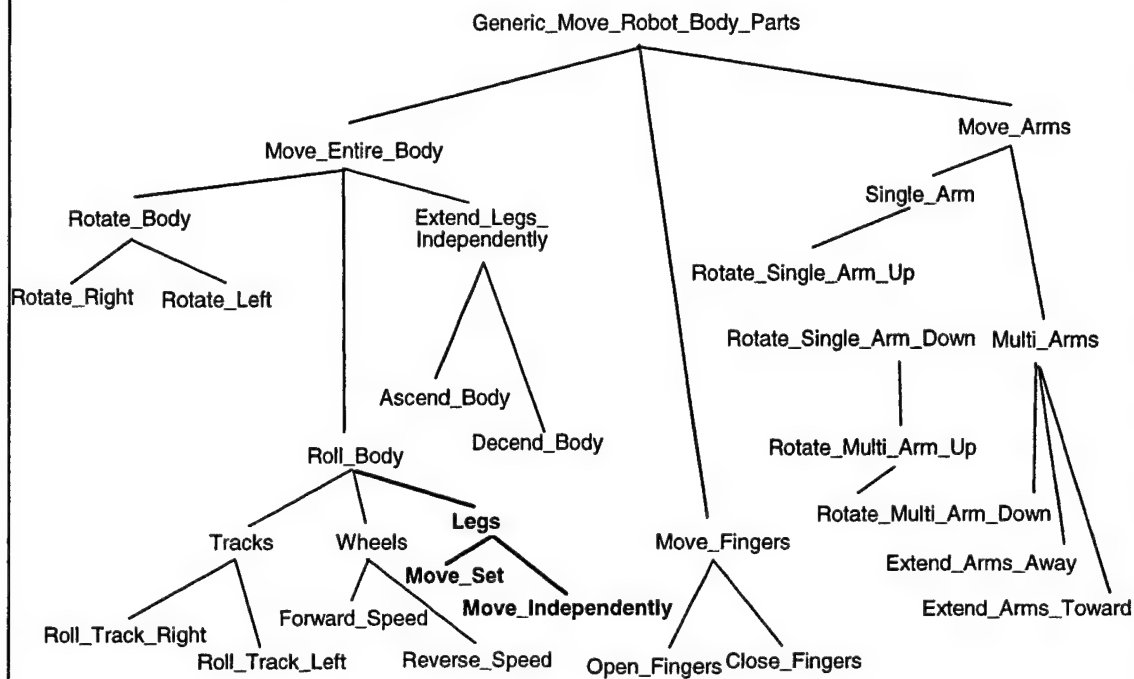 Generic_Move_Robot_Body_Parts
Move_Arms
Move_Entire_Body
Single_Arm
Rotate_Body
Extend_Legs_
Independently
Rotate_Single_Arm_Up
Rotate_Right
Rotate_Left
Rotate_Single_Arm_Down
Multi_Arms
Ascend_Body
Decend_Body
Roll_Body
Rotate_Multi_Arm_Up
Legs
Rotate_Multi_Arm_Down
Tracks
Wheels
Move_Fingers
Move_Set
Extend_Arms_Away
Move_Independently
Extend_Arms_Toward
Forward_Speed
Roll_Track_Right
Roll_Track_Left
Reverse_Speed
Open_Fingers
Close_Fingers